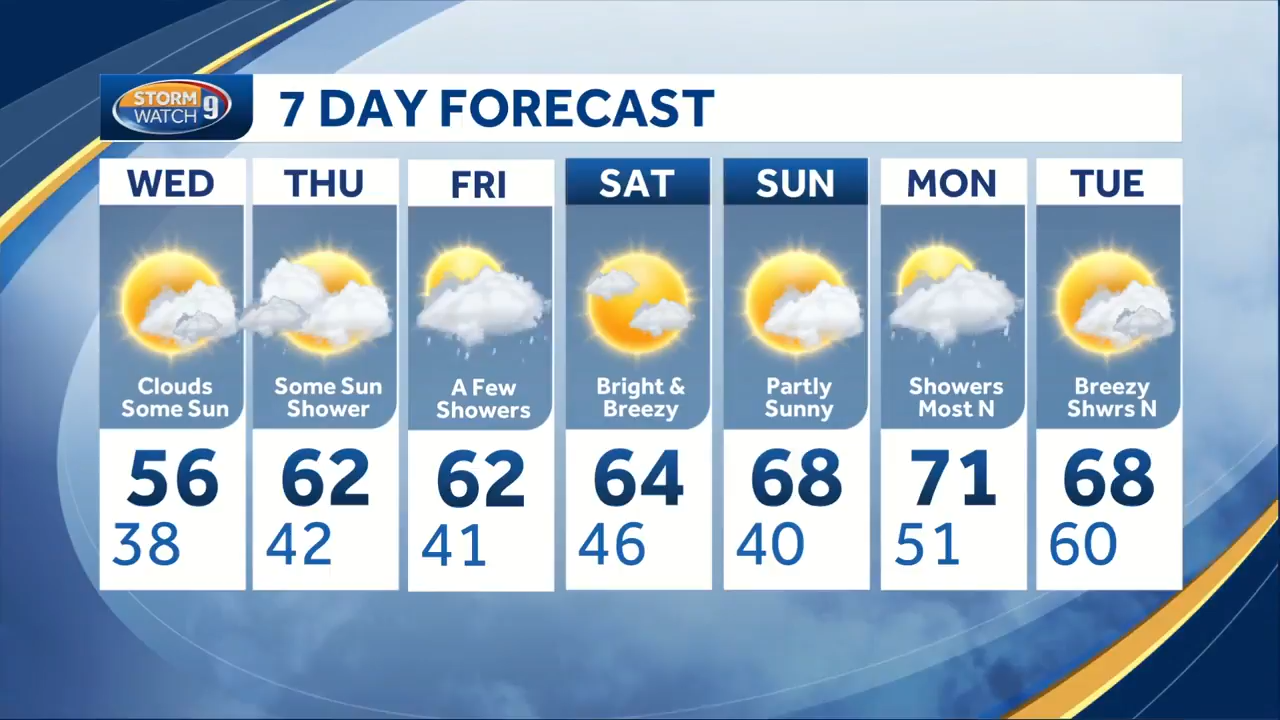 STORM
WATCH 9
7 DAY FORECAST
WED
THU
FRI
SAT
SUN
MON
TUE
Clouds
Some Sun
Some Sun
Shower
A Few
Showers
Bright &
Breezy
Partly
Sunny
Showers
Most N
Breezy
Shwrs N
56
62
62
64
68
71
68
38
42
41
46
40
51
60